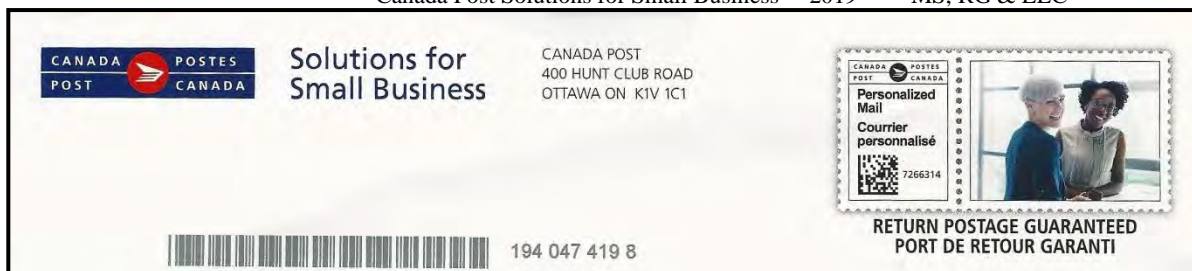 Canada Post Solutions for Small Business 2019 MS, RG & LLC
CANADA POSTES
POST CANADA
Solutions for
Small Business
CANADA POST
400 HUNT CLUB ROAD
OTTAWA ON K1V 1C1
CANADA POSTES
POST CANADA
Personalized
Mail
Courrier
personnalisé
7266314
RETURN POSTAGE GUARANTEED
PORT DE RETOUR GARANTI
194 047 419 8